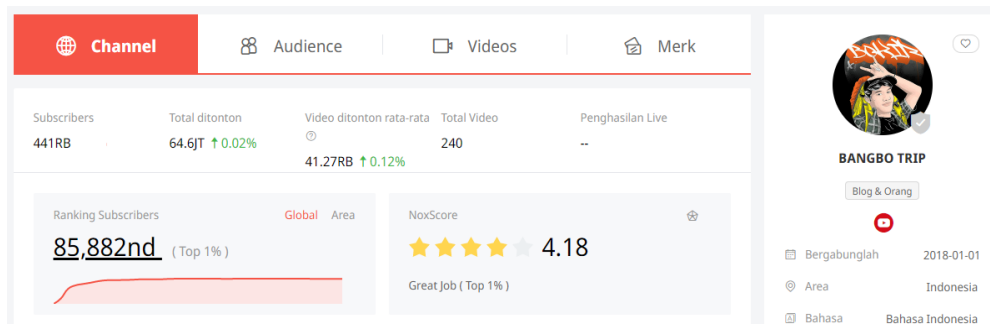 Channel
Audience
Videos
Merk
Subscribers
441RB
Total ditonton
64.6JT ↑ 0.02%
Video ditonton rata-rata
41.27RB ↑ 0.12%
Total Video
240
Penghasilan Live
--
Ranking Subscribers
Global Area
85,882nd ( Top 1% )
NoxScore
4.18
Great Job ( Top 1% )
BANGBO TRIP
Blog & Orang
Bergabunglah 2018-01-01
Area Indonesia
Bahasa Bahasa Indonesia